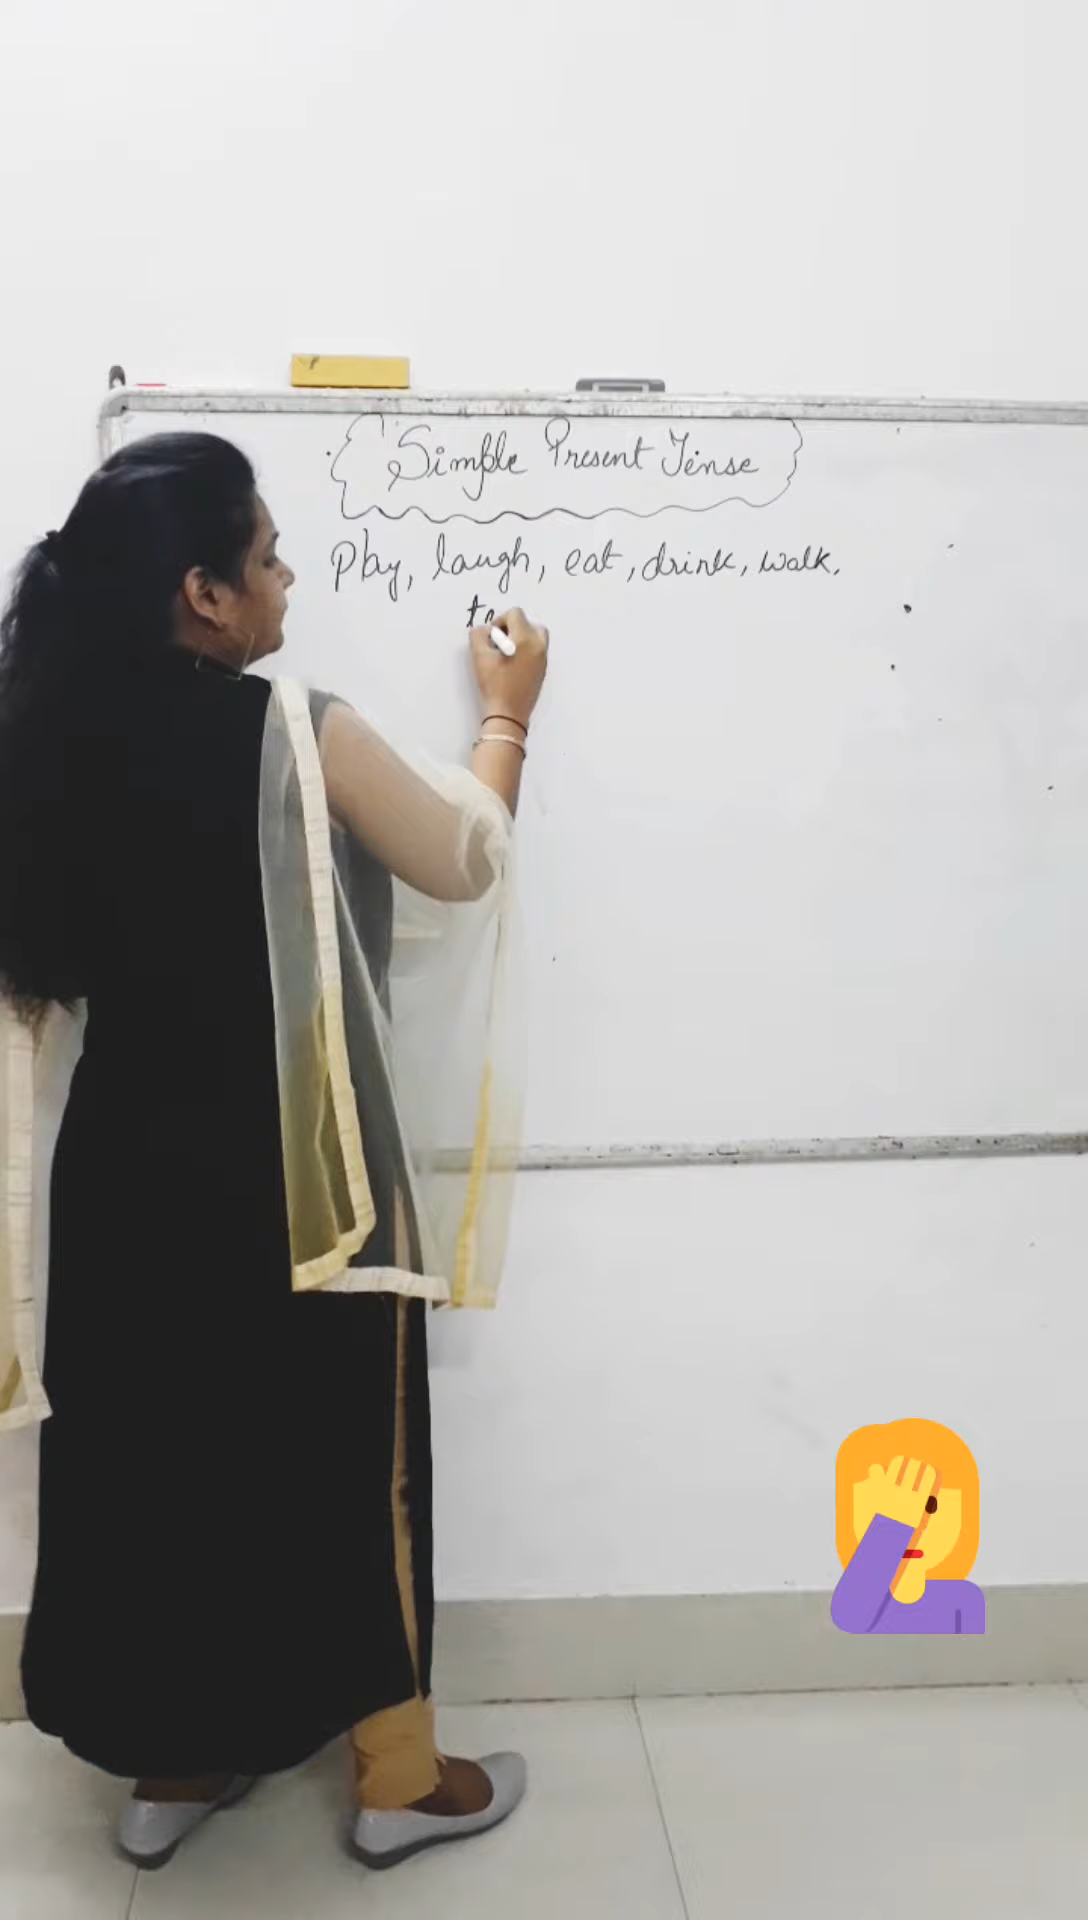 Simple Present Tense
Play, laugh, eat, drink, walk,